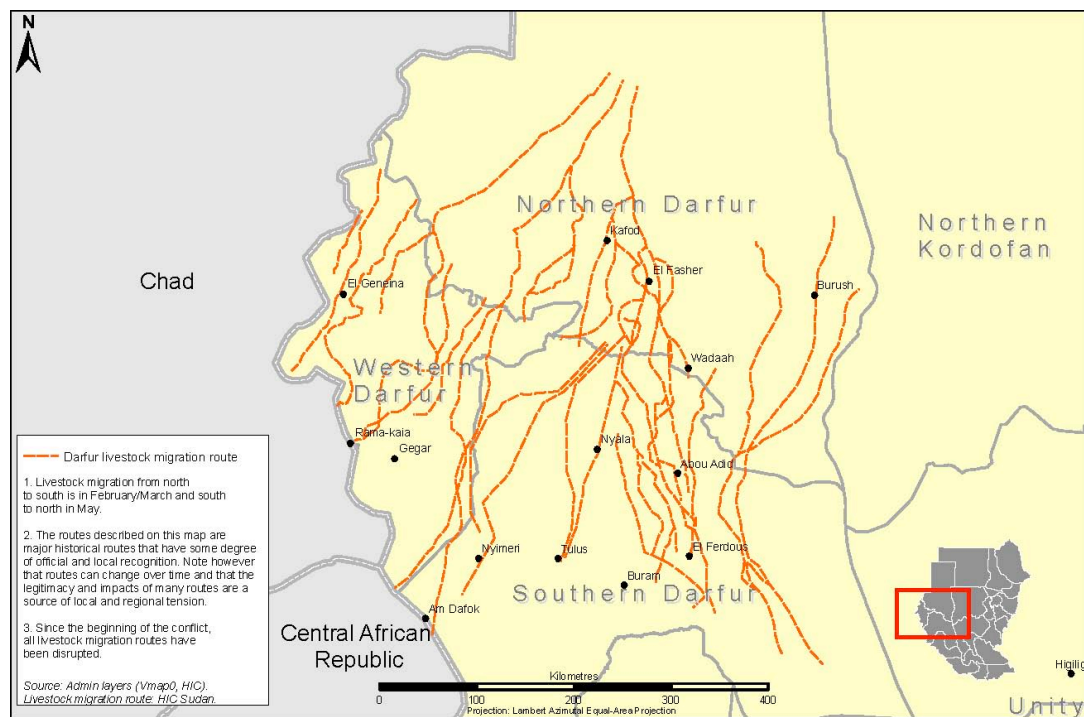 N
Northern Darfur
Northern
Kordofan
Kafod
El Fasher
Chad
El Geneina
Burush
Wadaah
Western
Darfur
Rama-kaia
Gegar
Nyala
Abou Adid
Darfur livestock migration route
1. Livestock migration from north
to south is in February/March and south
to north in May.
2. The routes described on this map are
major historical routes that have some degree
of official and local recognition. Note however
that routes can change over time and that the
legitimacy and impacts of many routes are a
source of local and regional tension.
3. Since the beginning of the conflict,
all livestock migration routes have
been disrupted.
Source: Admin layers (Vmap0, HIC).
Livestock migration route: HIC Sudan.
Nyimeri
Tulus
El Ferdous
Buram
Southern Darfur
Am Dafok
Central African
Republic
Kilometres
0 100 200 300 400
Projection: Lambert Azimutal Equal-Area Projection
Higilig
Unity